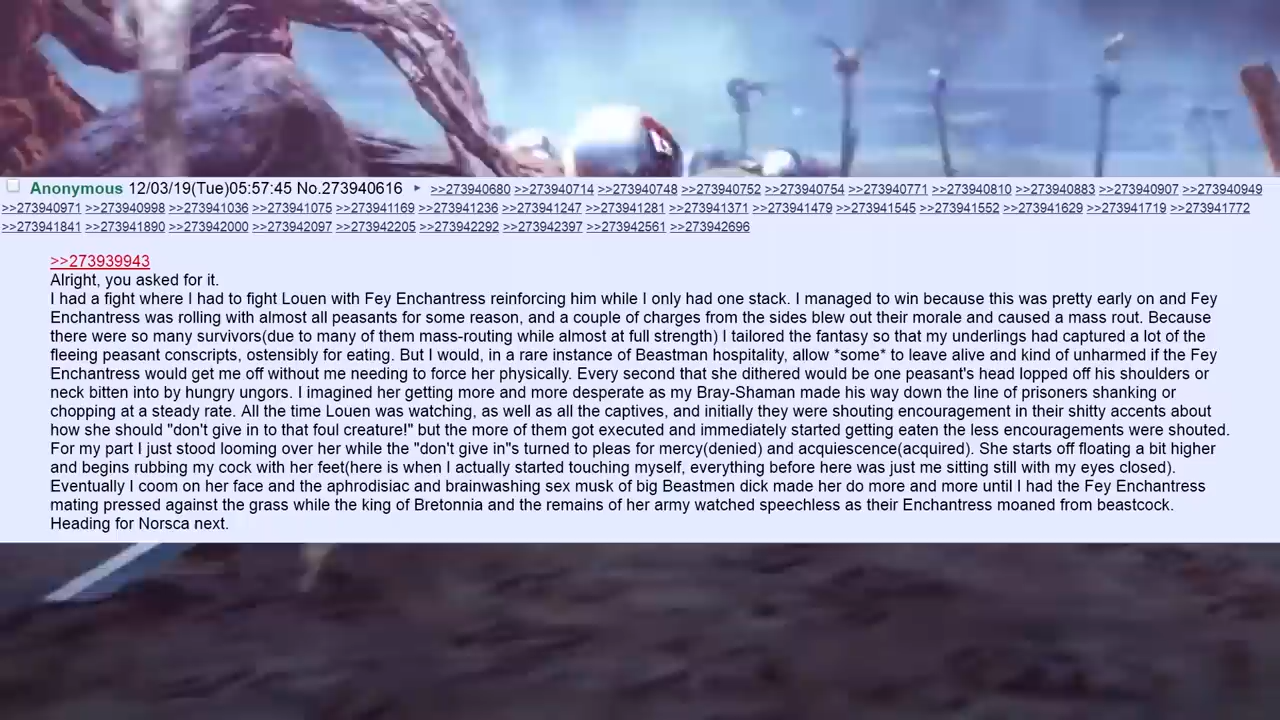 Anonymous 12/03/19(Tue)05:57:45 No.273940616 ▸ >>273940680 >>273940714 >>273940748 >>273940752 >>273940754 >>273940771 >>273940810 >>273940883 >>273940907 >>273940949
>>273940971 >>273940998 >>273941036 >>273941075 >>273941169 >>273941236 >>273941247 >>273941281 >>273941371 >>273941479 >>273941545 >>273941552 >>273941629 >>273941719 >>273941772
>>273941841 >>273941890 >>273942000 >>273942097 >>273942205 >>273942292 >>273942397 >>273942561 >>273942696
>>273939943
Alright, you asked for it.
I had a fight where I had to fight Louen with Fey Enchantress reinforcing him while I only had one stack. I managed to win because this was pretty early on and Fey
Enchantress was rolling with almost all peasants for some reason, and a couple of charges from the sides blew out their morale and caused a mass rout. Because
there were so many survivors(due to many of them mass-routing while almost at full strength) I tailored the fantasy so that my underlings had captured a lot of the
fleeing peasant conscripts, ostensibly for eating. But I would, in a rare instance of Beastman hospitality, allow *some* to leave alive and kind of unharmed if the Fey
Enchantress would get me off without me needing to force her physically. Every second that she dithered would be one peasant's head lopped off his shoulders or
neck bitten into by hungry ungors. I imagined her getting more and more desperate as my Bray-Shaman made his way down the line of prisoners shanking or
chopping at a steady rate. All the time Louen was watching, as well as all the captives, and initially they were shouting encouragement in their shitty accents about
how she should "don't give in to that foul creature!" but the more of them got executed and immediately started getting eaten the less encouragements were shouted.
For my part I just stood looming over her while the "don't give in"s turned to pleas for mercy(denied) and acquiescence(acquired). She starts off floating a bit higher
and begins rubbing my cock with her feet(here is when I actually started touching myself, everything before here was just me sitting still with my eyes closed).
Eventually I coom on her face and the aphrodisiac and brainwashing sex musk of big Beastmen dick made her do more and more until I had the Fey Enchantress
mating pressed against the grass while the king of Bretonnia and the remains of her army watched speechless as their Enchantress moaned from beastcock.
Heading for Norsca next.